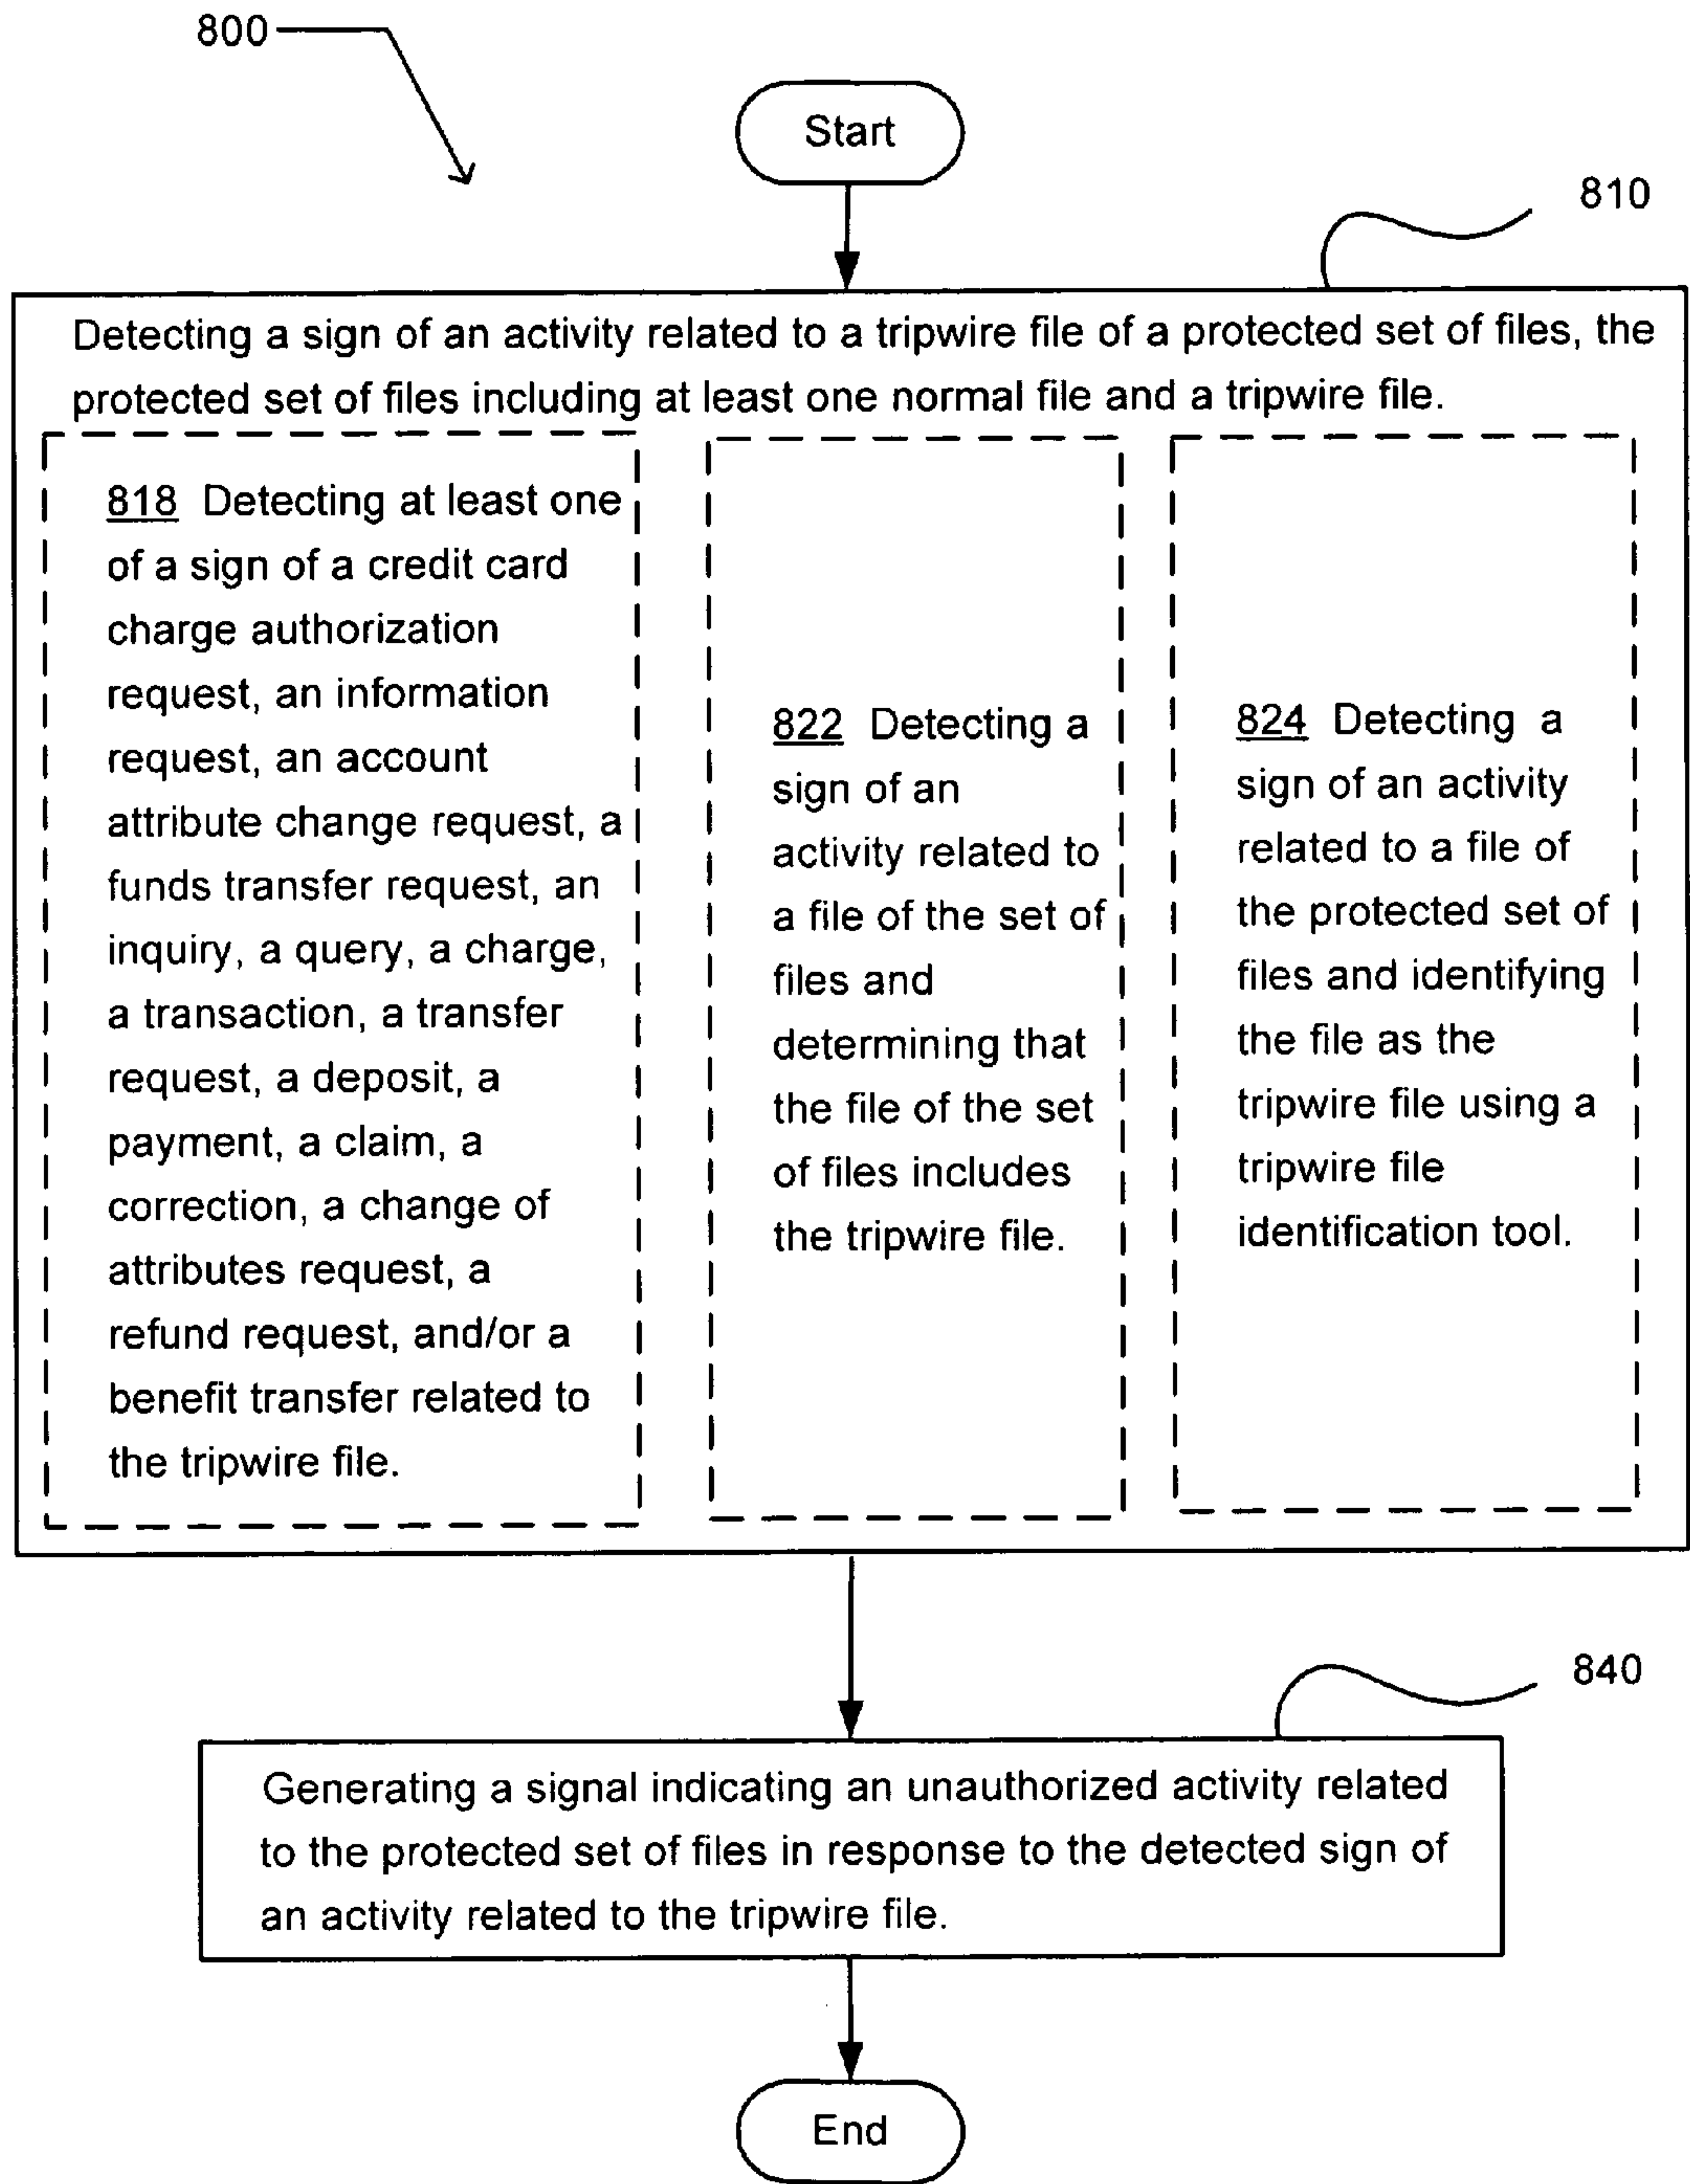 800
Start
810
Detecting a sign of an activity related to a tripwire file of a protected set of files, the
protected set of files including at least one normal file and a tripwire file.
818 Detecting at least one
of a sign of a credit card
charge authorization
request, an information
request, an account
attribute change request, a
funds transfer request, an
inquiry, a query, a charge,
a transaction, a transfer
request, a deposit, a
payment, a claim, a
correction, a change of
attributes request, a
refund request, and/or a
benefit transfer related to
the tripwire file.
822 Detecting a
sign of an
activity related to
a file of the set of
files and
determining that
the file of the set
of files includes
the tripwire file.
824 Detecting a
sign of an activity
related to a file of
the protected set of
files and identifying
the file as the
tripwire file using a
tripwire file
identification tool.
840
Generating a signal indicating an unauthorized activity related
to the protected set of files in response to the detected sign of
an activity related to the tripwire file.
End